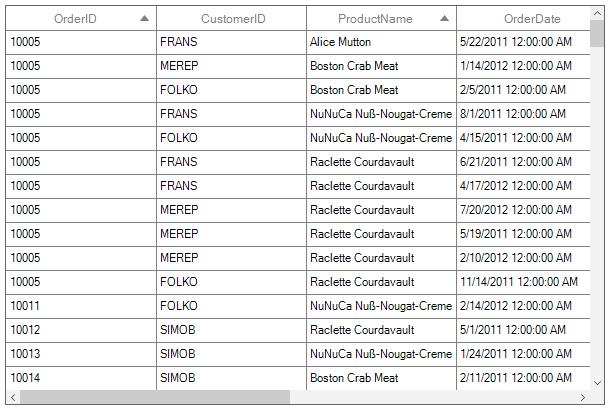 OrderID CustomerID ProductName OrderDate
10005 FRANS Alice Mutton 5/22/2011 12:00:00 AM
10005 MEREP Boston Crab Meat 1/14/2012 12:00:00 AM
10005 FOLKO Boston Crab Meat 2/5/2011 12:00:00 AM
10005 FRANS NuNuCa Nuß-Nougat-Creme 8/1/2011 12:00:00 AM
10005 FOLKO NuNuCa Nuß-Nougat-Creme 4/15/2011 12:00:00 AM
10005 FRANS Raclette Courdavault 6/21/2011 12:00:00 AM
10005 FRANS Raclette Courdavault 4/17/2012 12:00:00 AM
10005 MEREP Raclette Courdavault 7/20/2012 12:00:00 AM
10005 MEREP Raclette Courdavault 5/19/2011 12:00:00 AM
10005 MEREP Raclette Courdavault 2/10/2012 12:00:00 AM
10005 FOLKO Raclette Courdavault 11/14/2011 12:00:00 AM
10011 FOLKO NuNuCa Nuß-Nougat-Creme 2/14/2012 12:00:00 AM
10012 SIMOB Raclette Courdavault 5/1/2011 12:00:00 AM
10013 SIMOB NuNuCa Nuß-Nougat-Creme 1/24/2011 12:00:00 AM
10014 SIMOB Boston Crab Meat 2/11/2011 12:00:00 AM